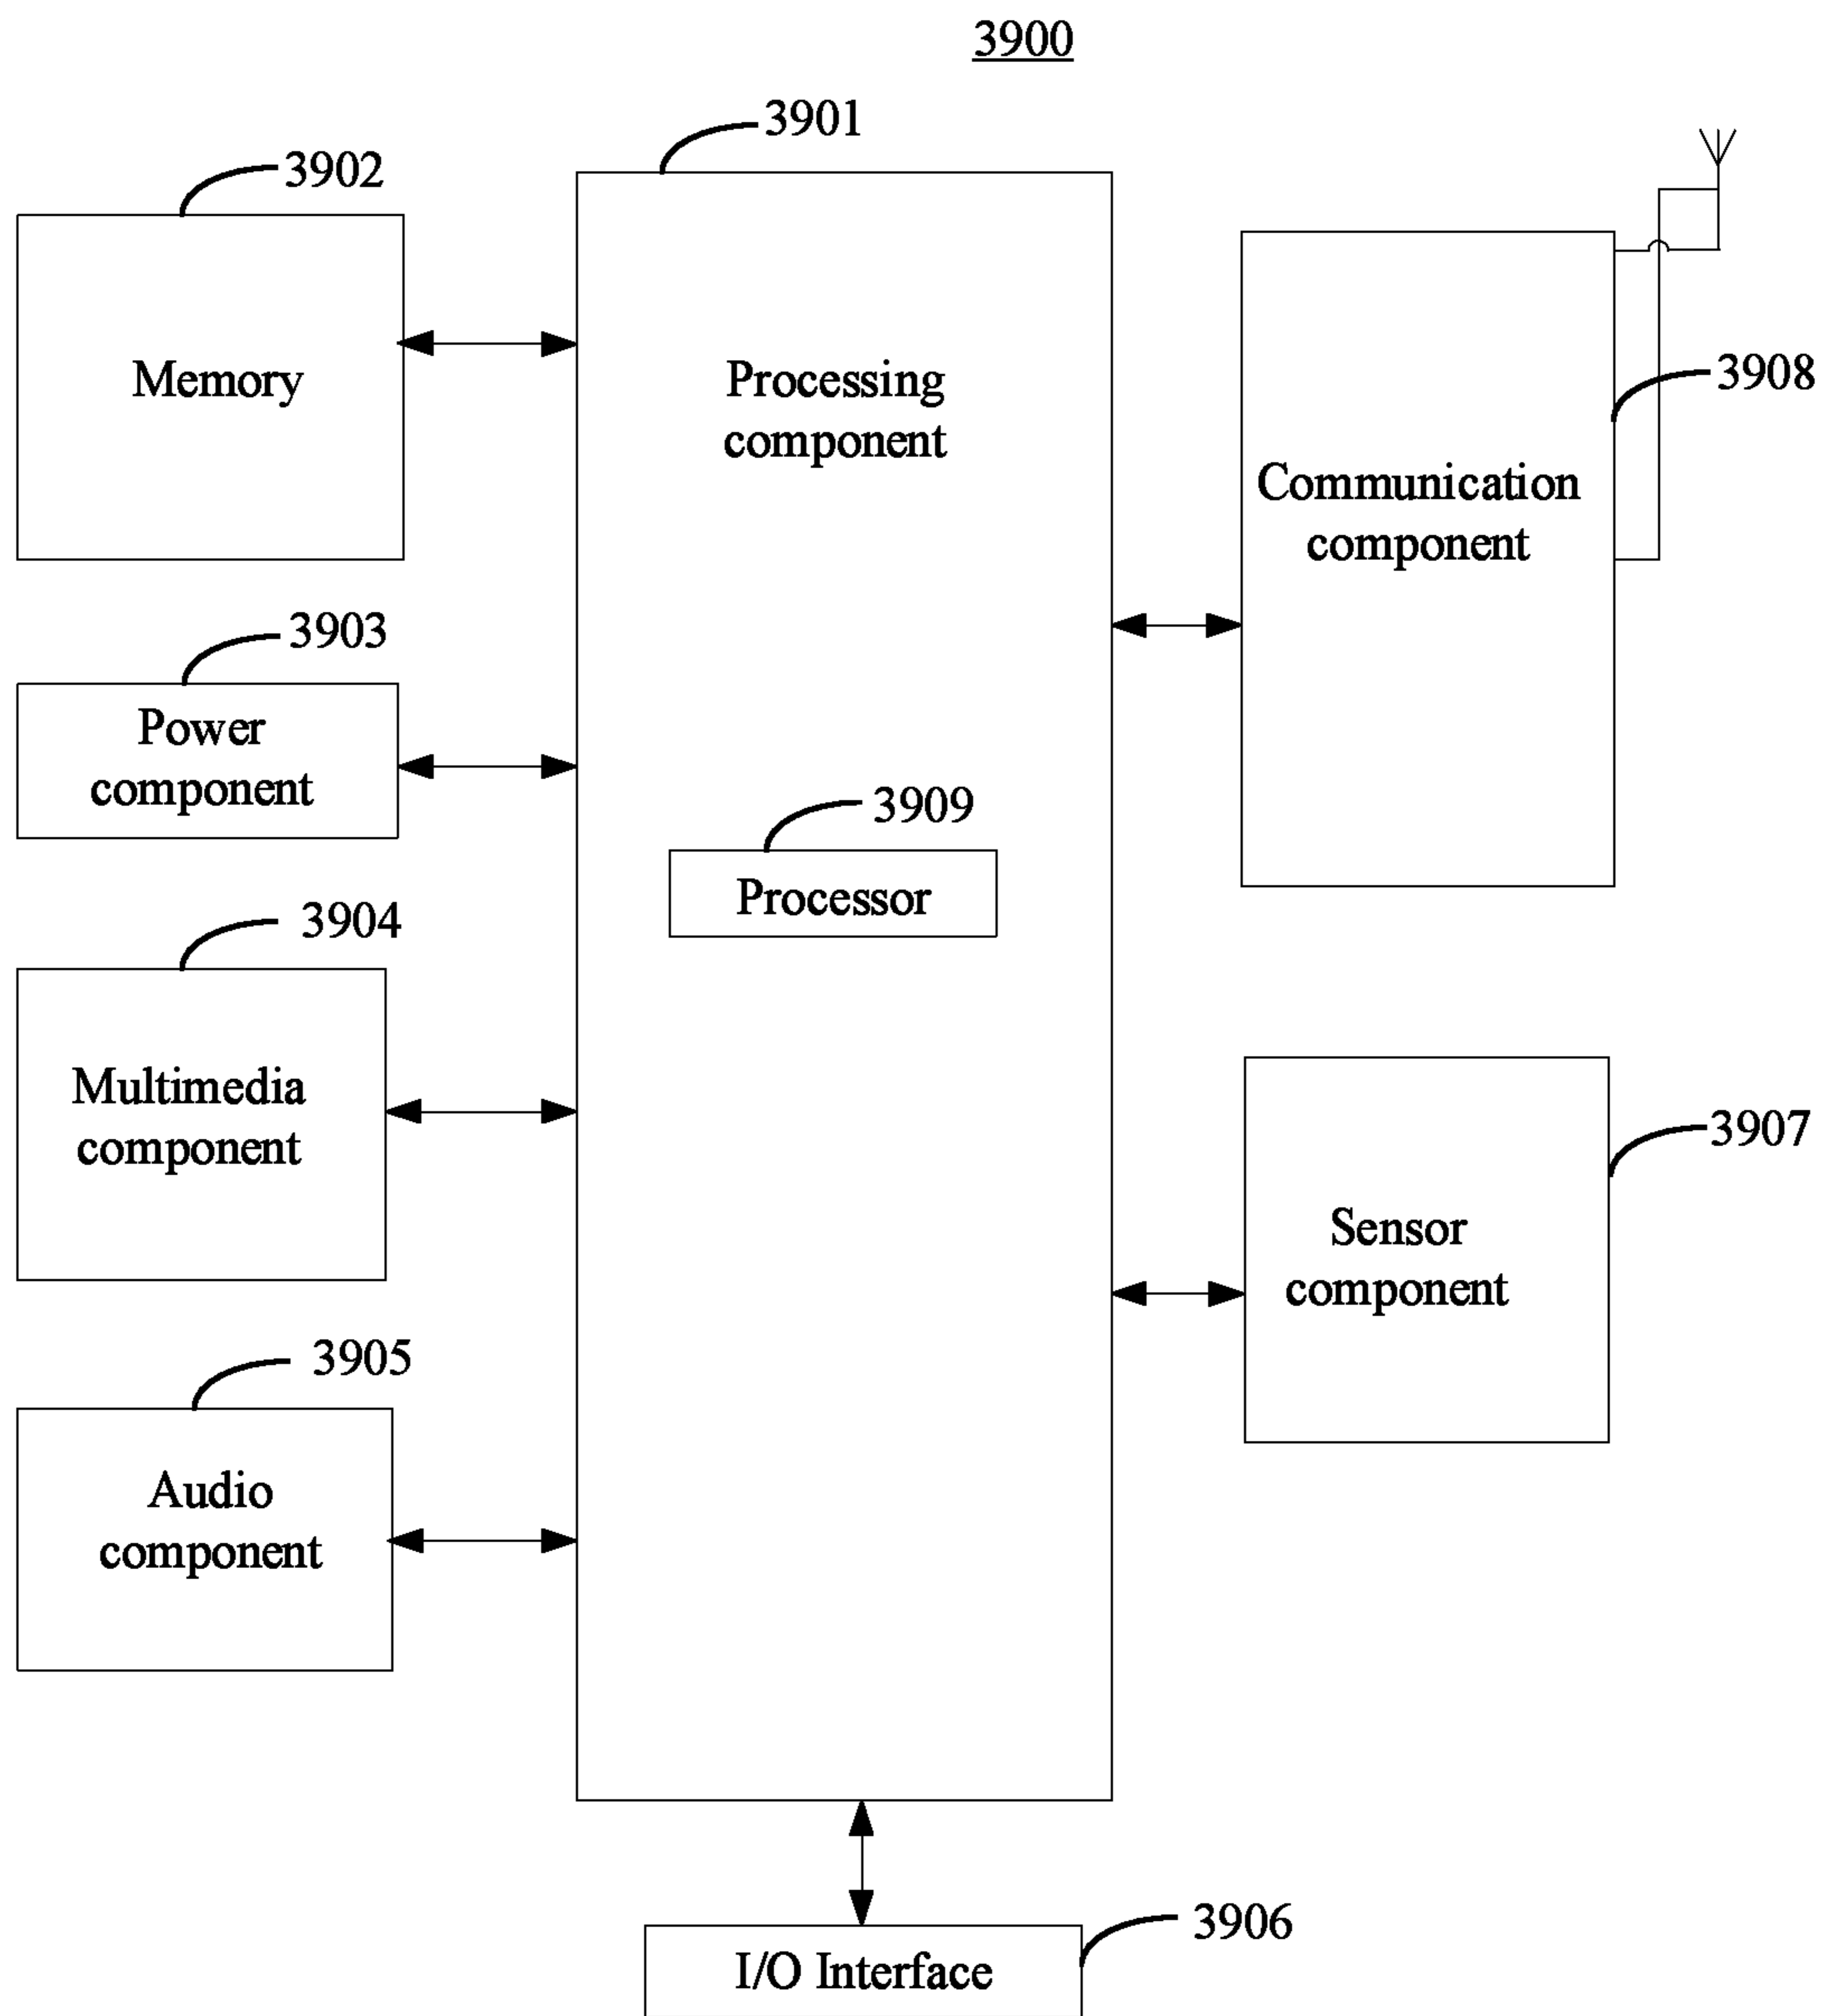 3900
3901
3902
Memory
Processing
component
3908
Communication
component
3903
Power
component
3909
Processor
3904
Multimedia
component
3907
Sensor
component
3905
Audio
component
3906
I/O Interface